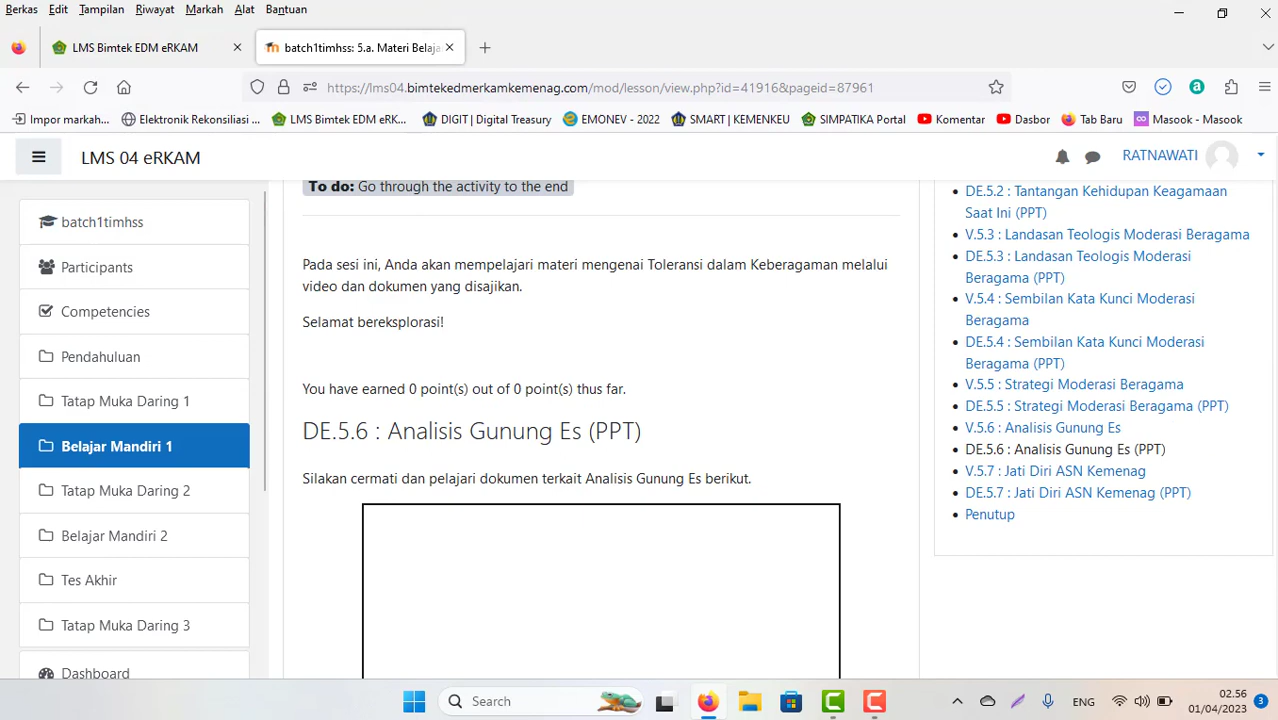 Berkas Edit Tampilan Riwayat Markah Alat Bantuan
LMS Bimtek EDM eRKAM
batch1timhss: 5.a. Materi Belaja
https://lms04.bimtekedmerkamkemenag.com/mod/lesson/view.php?id=41916&pageid=87961
Impor markah... Elektronik Rekonsiliasi ... LMS Bimtek EDM eRK... DIGIT | Digital Treasury EMONEV - 2022 SMART | KEMENKEU SIMPATIKA Portal Komentar Dasbor Tab Baru Masook - Masook
LMS 04 eRKAM
RATNAWATI
batch1timhss
Participants
Competencies
Pendahuluan
Tatap Muka Daring 1
Belajar Mandiri 1
Tatap Muka Daring 2
Belajar Mandiri 2
Tes Akhir
Tatap Muka Daring 3
Dashboard
To do: Go through the activity to the end
Pada sesi ini, Anda akan mempelajari materi mengenai Toleransi dalam Keberagaman melalui
video dan dokumen yang disajikan.
Selamat bereksplorasi!
You have earned 0 point(s) out of 0 point(s) thus far.
DE.5.6 : Analisis Gunung Es (PPT)
Silakan cermati dan pelajari dokumen terkait Analisis Gunung Es berikut.
DE.5.2 : Tantangan Kehidupan Keagamaan
Saat Ini (PPT)
V.5.3 : Landasan Teologis Moderasi Beragama
DE.5.3 : Landasan Teologis Moderasi
Beragama (PPT)
V.5.4 : Sembilan Kata Kunci Moderasi
Beragama
DE.5.4 : Sembilan Kata Kunci Moderasi
Beragama (PPT)
V.5.5 : Strategi Moderasi Beragama
DE.5.5 : Strategi Moderasi Beragama (PPT)
V.5.6 : Analisis Gunung Es
DE.5.6 : Analisis Gunung Es (PPT)
V.5.7 : Jati Diri ASN Kemenag
DE.5.7 : Jati Diri ASN Kemenag (PPT)
Penutup
Search
ENG
02.56
01/04/2023
3